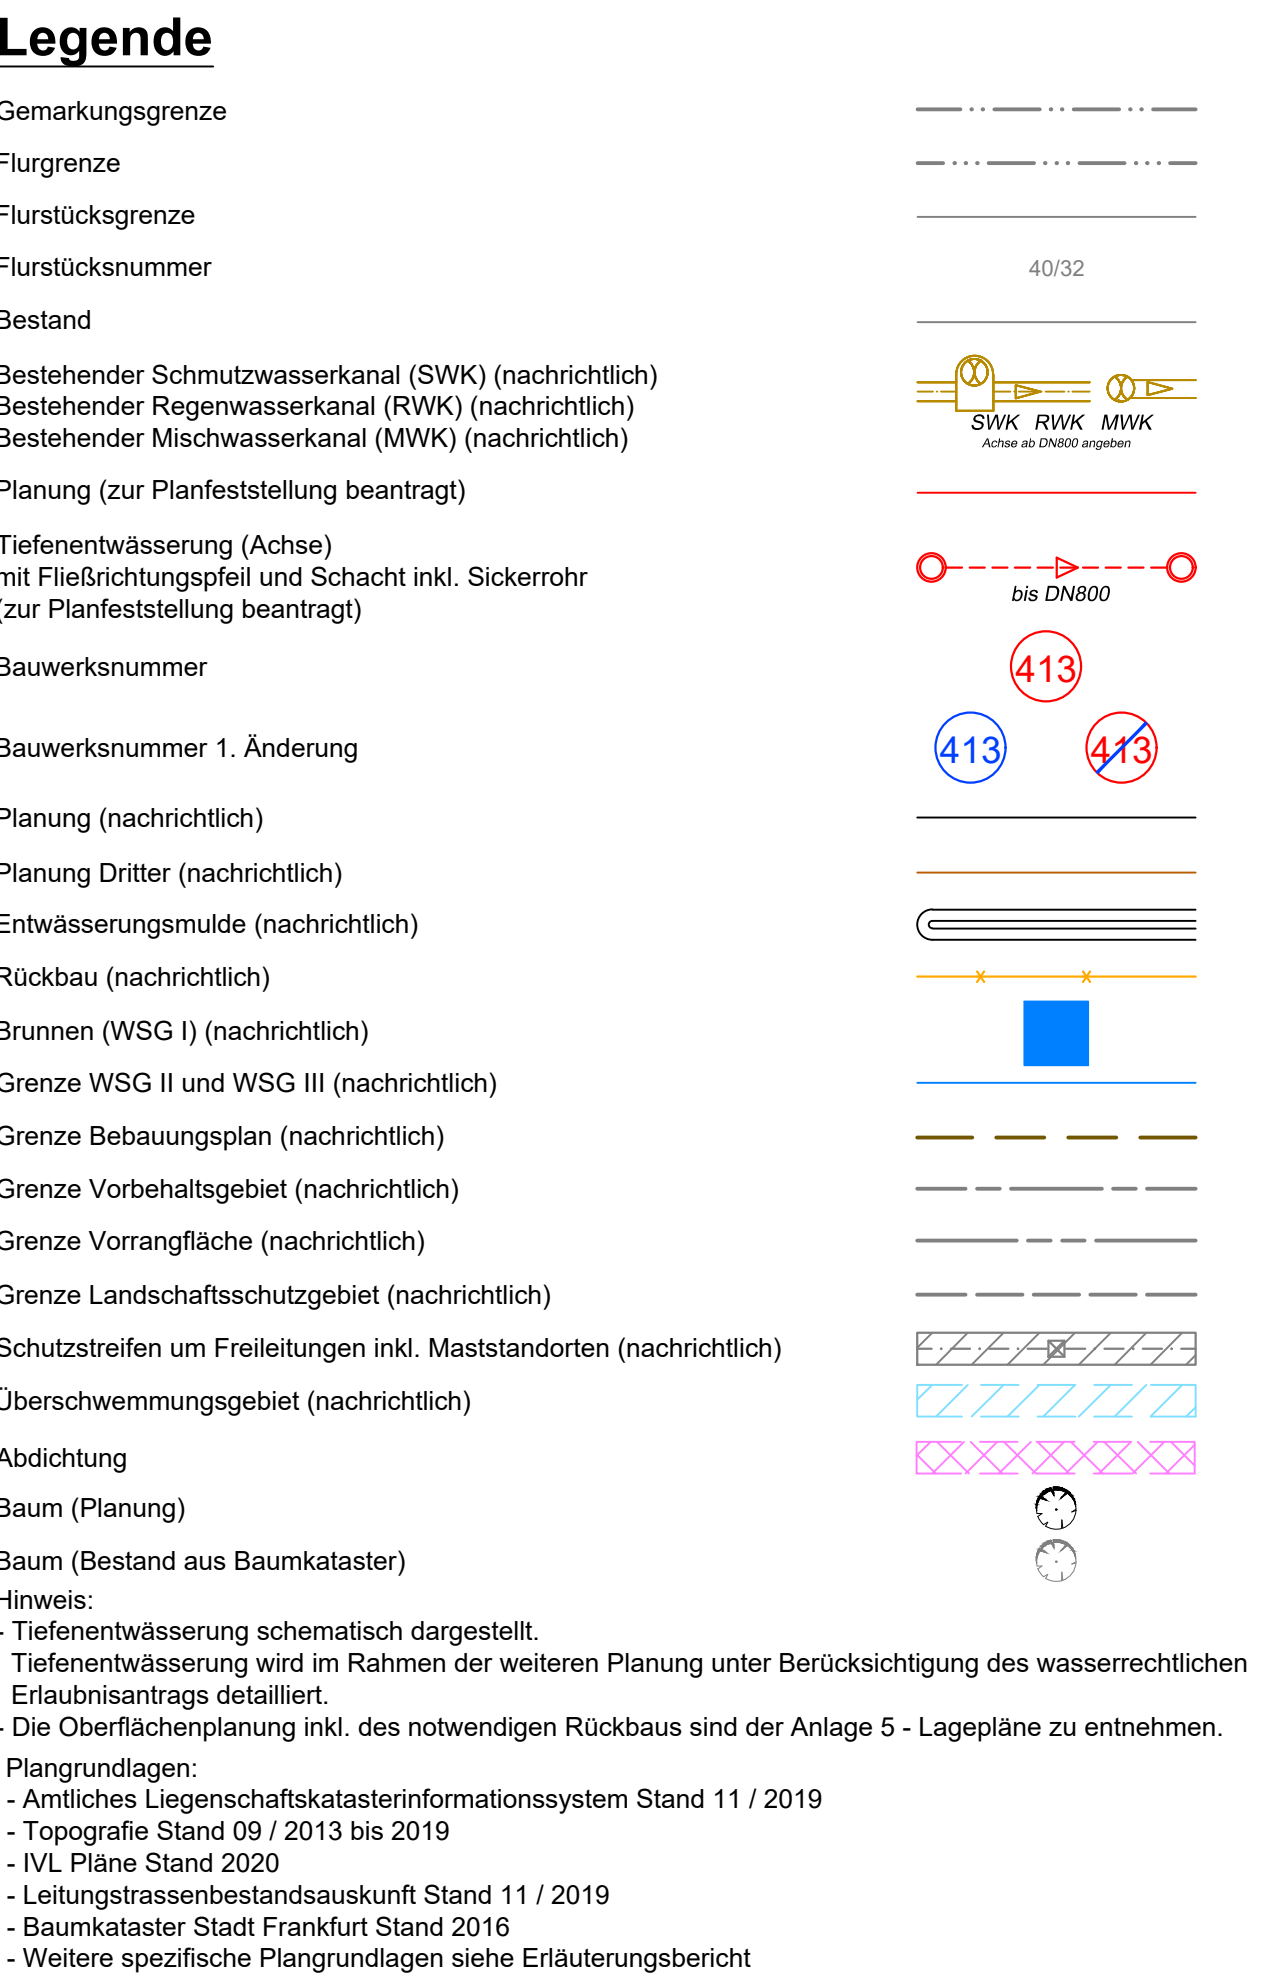 Legende
Gemarkungsgrenze
Flurgrenze
Flurstücksgrenze
Flurstücksnummer 40/32
Bestand
Bestehender Schmutzwasserkanal (SWK) (nachrichtlich)
Bestehender Regenwasserkanal (RWK) (nachrichtlich)
Bestehender Mischwasserkanal (MWK) (nachrichtlich)
SWK RWK MWK
Achse ab DN800 angeben
Planung (zur Planfeststellung beantragt)
Tiefenentwässerung (Achse)
mit Fließrichtungspfeil und Schacht inkl. Sickerrohr
(zur Planfeststellung beantragt)
bis DN800
Bauwerksnummer 413
Bauwerksnummer 1. Änderung 413 413
Planung (nachrichtlich)
Planung Dritter (nachrichtlich)
Entwässerungsmulde (nachrichtlich)
Rückbau (nachrichtlich)
Brunnen (WSG I) (nachrichtlich)
Grenze WSG II und WSG III (nachrichtlich)
Grenze Bebauungsplan (nachrichtlich)
Grenze Vorbehaltsgebiet (nachrichtlich)
Grenze Vorrangfläche (nachrichtlich)
Grenze Landschaftsschutzgebiet (nachrichtlich)
Schutzstreifen um Freileitungen inkl. Maststandorten (nachrichtlich)
Überschwemmungsgebiet (nachrichtlich)
Abdichtung
Baum (Planung)
Baum (Bestand aus Baumkataster)
Hinweis:
- Tiefenentwässerung schematisch dargestellt.
Tiefenentwässerung wird im Rahmen der weiteren Planung unter Berücksichtigung des wasserrechtlichen
Erlaubnisantrags detailliert.
- Die Oberflächenplanung inkl. des notwendigen Rückbaus sind der Anlage 5 - Lagepläne zu entnehmen.
Plangrundlagen:
- Amtliches Liegenschaftskatasterinformationssystem Stand 11 / 2019
- Topografie Stand 09 / 2013 bis 2019
- IVL Pläne Stand 2020
- Leitungstrassenbestandsauskunft Stand 11 / 2019
- Baumkataster Stadt Frankfurt Stand 2016
- Weitere spezifische Plangrundlagen siehe Erläuterungsbericht